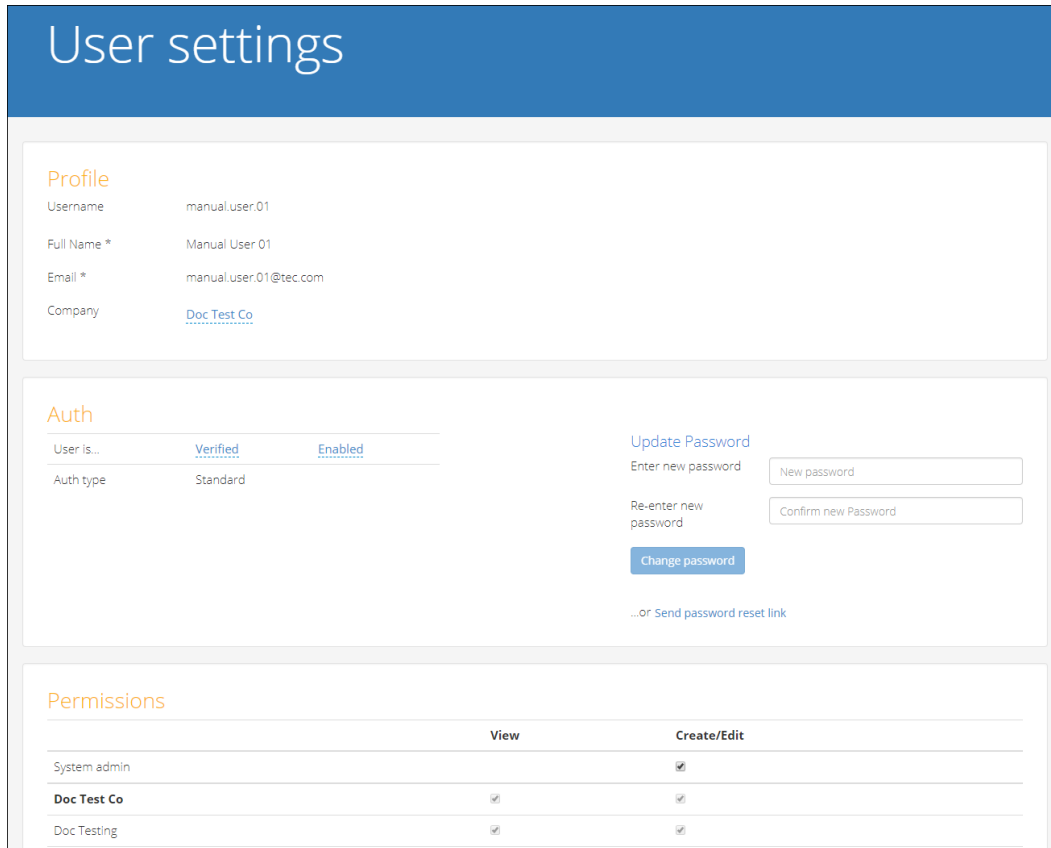 User settings
Profile
Username manual.user.01
Full Name * Manual User 01
Email * manual.user.01@tec.com
Company Doc Test Co
Auth
User is... Verified Enabled
Auth type Standard
Update Password
Enter new password New password
Re-enter new
password
Confirm new Password
Change password
...or Send password reset link
Permissions
View Create/Edit
System admin
Doc Test Co
Doc Testing